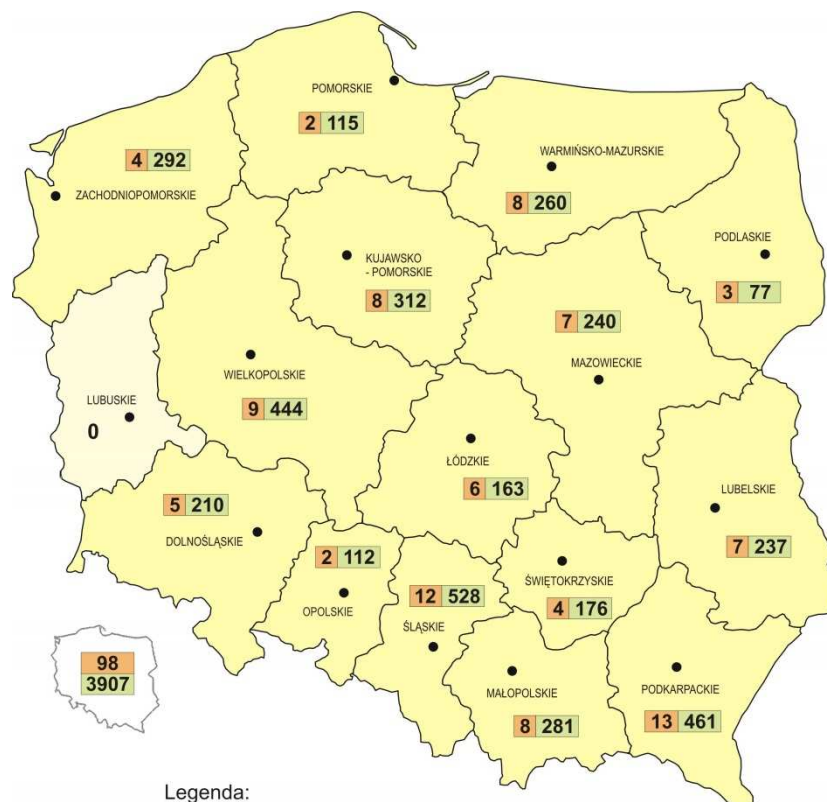 POMORSKIE
2 115
4 292
ZACHODNIOPOMORSKIE
WARMIŃSKO-MAZURSKIE
8 260
PODLASKIE
3 77
KUJAWSKO
- POMORSKIE
8 312
7 240
MAZOWIECKIE
WIELKOPOLSKIE
9 444
LUBUSKIE
0
ŁÓDZKIE
6 163
LUBELSKIE
7 237
5 210
DOLNOŚLĄSKIE
2 112
OPOLSKIE
12 528
ŚLĄSKIE
ŚWIĘTOKRZYSKIE
4 176
98
3907
MAŁOPOLSKIE
8 281
PODKARPACKIE
13 461
Legenda: